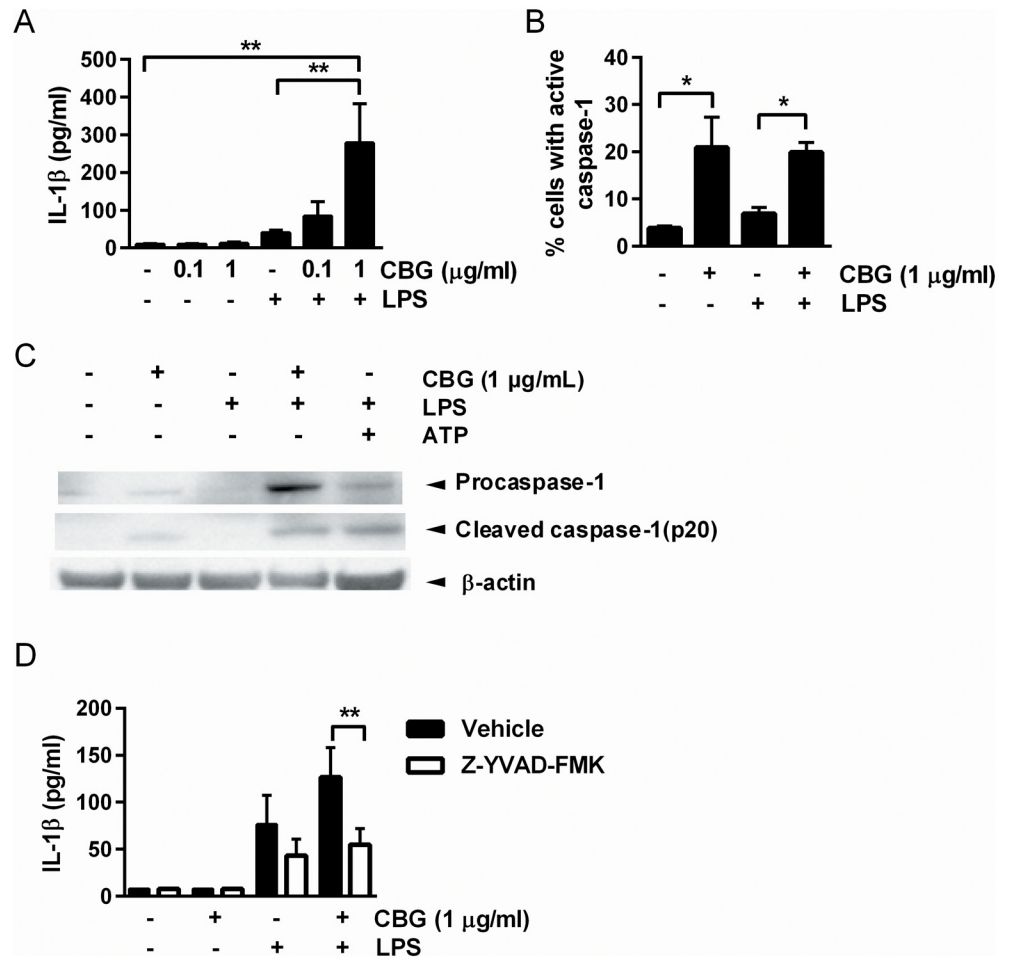 A
**
**
500
400
300
200
100
0
IL-1β (pg/ml)
- 0.1 1 - 0.1 1 CBG (μg/ml)
- - - + + + LPS
B
*
*
40
30
20
10
0
% cells with active
caspase-1
- + - + CBG (1 μg/ml)
- - + + LPS
C
- + - + - CBG (1 µg/mL)
- - + + + LPS
- - - - + ATP
◄ Procaspase-1
◄ Cleaved caspase-1(p20)
◄ β-actin
D
**
200
150
100
50
0
IL-1β (pg/ml)
Vehicle
Z-YVAD-FMK
- + - + CBG (1 μg/ml)
- - + + LPS